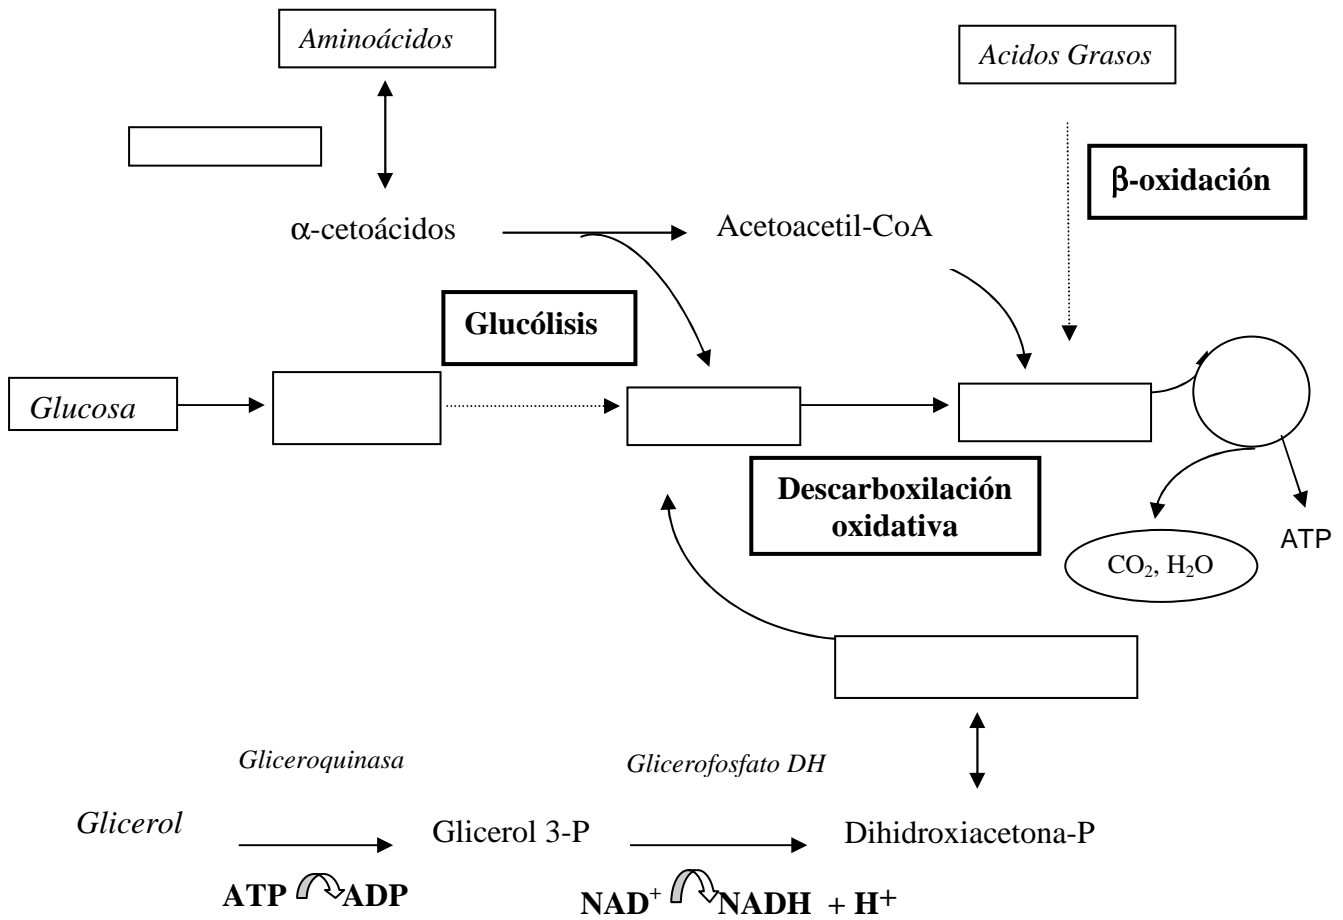 Aminoácidos
Acidos Grasos
β-oxidación
α-cetoácidos
Acetoacetil-CoA
Glucólisis
Glucosa
Descarboxilación
oxidativa
ATP
CO₂, H₂O
Gliceroquinasa
Glicerofosfato DH
Glicerol
Glicerol 3-P
Dihidroxiacetona-P
ATP ADP
NAD⁺ NADH + H⁺